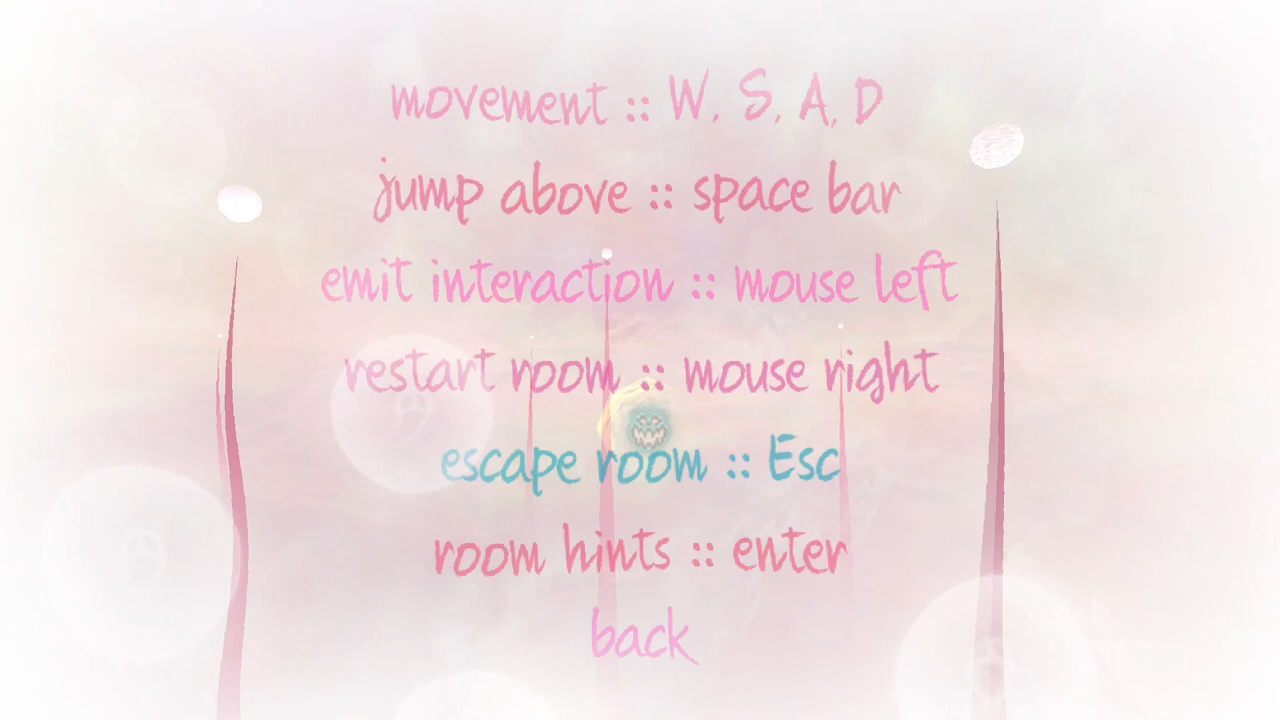 movement :: W, S, A, D
jump above :: space bar
emit interaction :: mouse left
restart room :: mouse right
escape room :: Esc
room hints :: enter
back